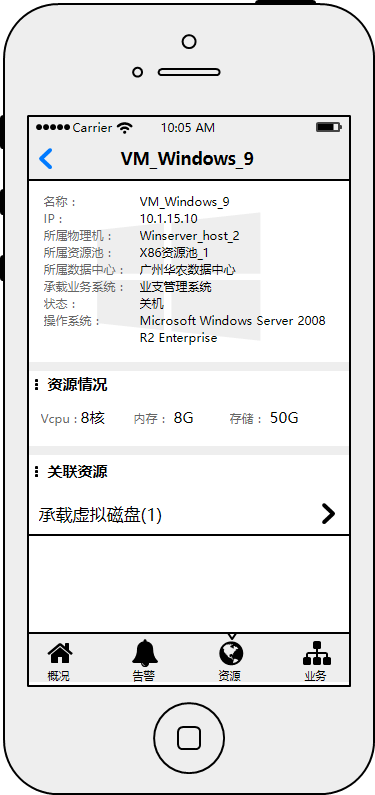 Carrier 10:05 AM
VM_Windows_9
名称： VM_Windows_9
IP： 10.1.15.10
所属物理机： Winserver_host_2
所属资源池： X86资源池_1
所属数据中心： 广州华农数据中心
承载业务系统： 业支管理系统
状态： 关机
操作系统： Microsoft Windows Server 2008
R2 Enterprise
资源情况
Vcpu：8核 内存： 8G 存储： 50G
关联资源
承载虚拟磁盘(1)
概况 告警 资源 业务